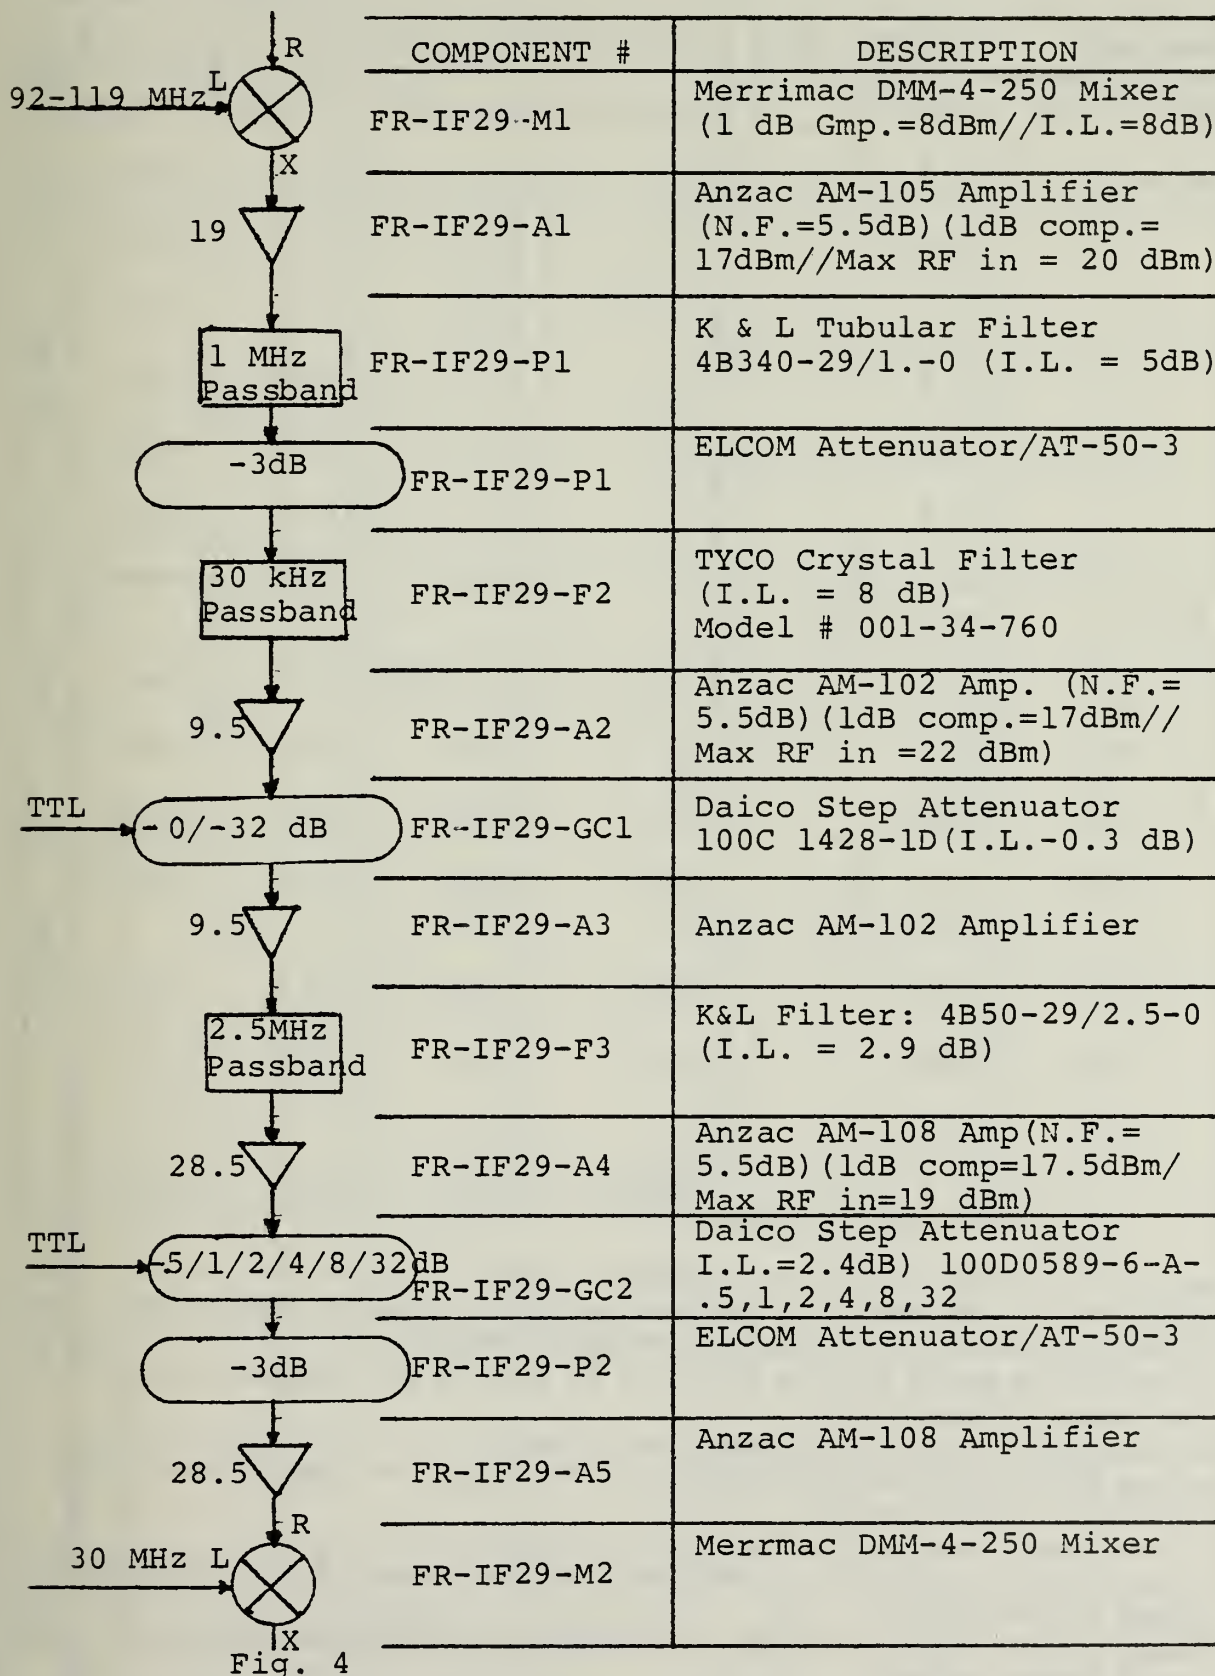 R
COMPONENT #
DESCRIPTION
92-119 MHz
L
FR-IF29-M1
Merrimac DMM-4-250 Mixer
(1 dB Gmp.=8dBm//I.L.=8dB)
X
19
FR-IF29-A1
Anzac AM-105 Amplifier
(N.F.=5.5dB)(1dB comp.=
17dBm//Max RF in = 20 dBm)
1 MHz
Passband
FR-IF29-P1
K & L Tubular Filter
4B340-29/1.-0 (I.L. = 5dB)
-3dB
FR-IF29-P1
ELCOM Attenuator/AT-50-3
30 kHz
Passband
FR-IF29-F2
TYCO Crystal Filter
(I.L. = 8 dB)
Model # 001-34-760
9.5
FR-IF29-A2
Anzac AM-102 Amp. (N.F.=
5.5dB)(1dB comp.=17dBm//
Max RF in =22 dBm)
TTL
- 0/-32 dB
FR-IF29-GC1
Daico Step Attenuator
100C 1428-1D(I.L.-0.3 dB)
9.5
FR-IF29-A3
Anzac AM-102 Amplifier
2.5MHz
Passband
FR-IF29-F3
K&L Filter: 4B50-29/2.5-0
(I.L. = 2.9 dB)
28.5
FR-IF29-A4
Anzac AM-108 Amp(N.F.=
5.5dB)(1dB comp=17.5dBm/
Max RF in=19 dBm)
TTL
-.5/1/2/4/8/32dB
FR-IF29-GC2
Daico Step Attenuator
I.L.=2.4dB) 100D0589-6-A-
.5,1,2,4,8,32
-3dB
FR-IF29-P2
ELCOM Attenuator/AT-50-3
28.5
FR-IF29-A5
Anzac AM-108 Amplifier
R
30 MHz L
FR-IF29-M2
Merrmac DMM-4-250 Mixer
X
Fig. 4